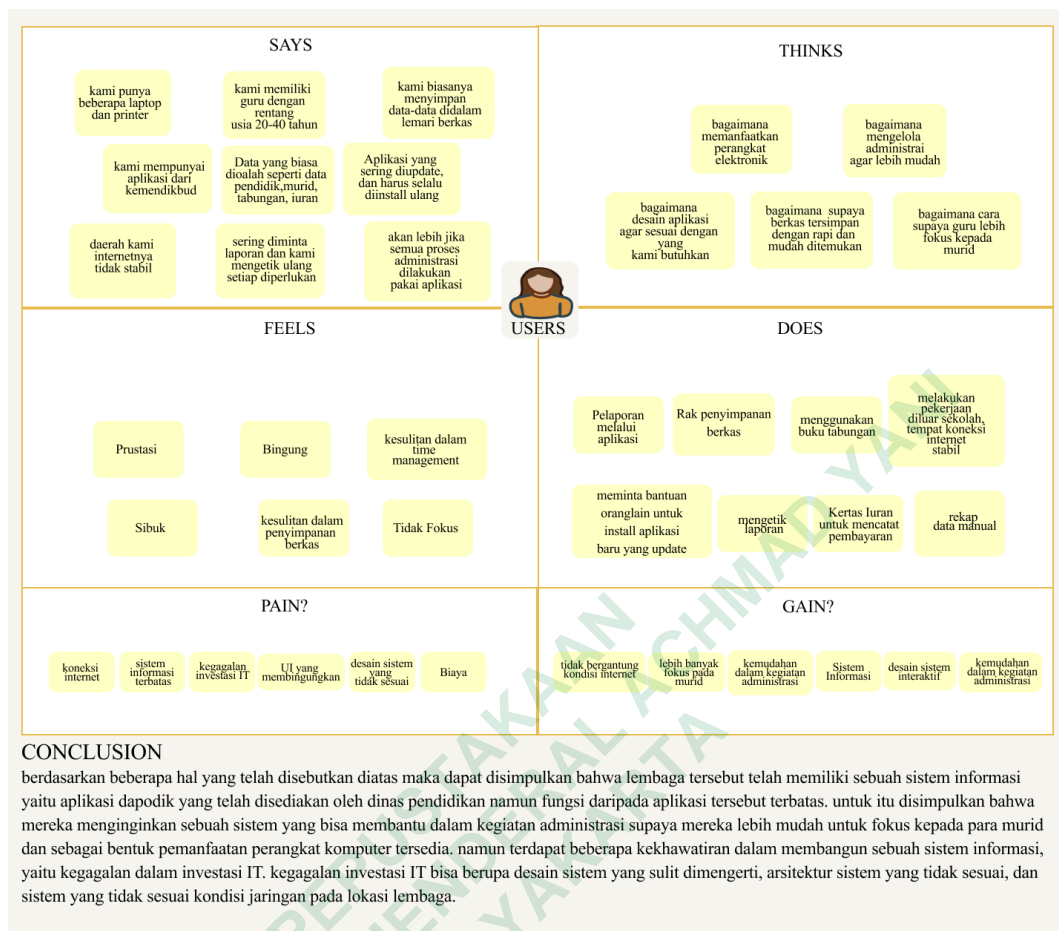 SAYS
kami punya
beberapa laptop
dan printer
kami memiliki
guru dengan
rentang
usia 20-40 tahun
kami biasanya
menyimpan
data-data didalam
lemari berkas
kami mempunyai
aplikasi dari
kemendikbud
Data yang biasa
dioalah seperti data
pendidik,murid,
tabungan, iuran
Aplikasi yang
sering diupdate,
dan harus selalu
diinstall ulang
daerah kami
internetnya
tidak stabil
sering diminta
laporan dan kami
mengetik ulang
setiap diperlukan
akan lebih jika
semua proses
administrasi
dilakukan
pakai aplikasi
THINKS
bagaimana
memanfaatkan
perangkat
elektronik
bagaimana
mengelola
administrai
agar lebih mudah
bagaimana
desain aplikasi
agar sesuai dengan
yang
kami butuhkan
bagaimana supaya
berkas tersimpan
dengan rapi dan
mudah ditemukan
bagaimana cara
supaya guru lebih
fokus kepada
murid
USERS
FEELS
Prustasi
Bingung
kesulitan dalam
time
management
Sibuk
kesulitan dalam
penyimpanan
berkas
Tidak Fokus
DOES
Pelaporan
melalui
aplikasi
Rak penyimpanan
berkas
menggunakan
buku tabungan
melakukan
pekerjaan
diluar sekolah,
tempat koneksi
internet
stabil
meminta bantuan
oranglain untuk
install aplikasi
baru yang update
mengetik
laporan
Kertas Iuran
untuk mencatat
pembayaran
rekap
data manual
PAIN?
koneksi
internet
sistem
informasi
terbatas
kegagalan
investasi IT
UI yang
membingungkan
desain sistem
yang
tidak sesuai
Biaya
GAIN?
tidak bergantung
kondisi internet
lebih banyak
fokus pada
murid
kemudahan
dalam kegiatan
administrasi
Sistem
Informasi
desain sistem
interaktif
kemudahan
dalam kegiatan
administrasi
CONCLUSION
berdasarkan beberapa hal yang telah disebutkan diatas maka dapat disimpulkan bahwa lembaga tersebut telah memiliki sebuah sistem informasi
yaitu aplikasi dapodik yang telah disediakan oleh dinas pendidikan namun fungsi daripada aplikasi tersebut terbatas. untuk itu disimpulkan bahwa
mereka menginginkan sebuah sistem yang bisa membantu dalam kegiatan administrasi supaya mereka lebih mudah untuk fokus kepada para murid
dan sebagai bentuk pemanfaatan perangkat komputer tersedia. namun terdapat beberapa kekhawatiran dalam membangun sebuah sistem informasi,
yaitu kegagalan dalam investasi IT. kegagalan investasi IT bisa berupa desain sistem yang sulit dimengerti, arsitektur sistem yang tidak sesuai, dan
sistem yang tidak sesuai kondisi jaringan pada lokasi lembaga.